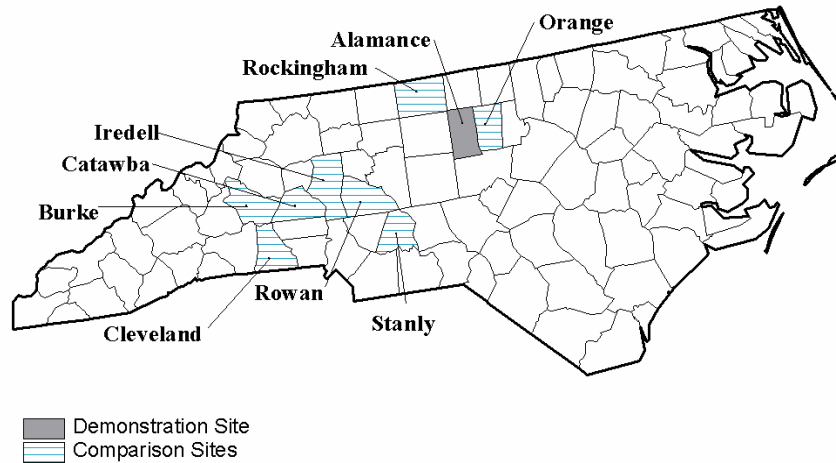 Orange
Alamance
Rockingham
Iredell
Catawba
Burke
Rowan
Stanly
Cleveland
Demonstration Site
Comparison Sites